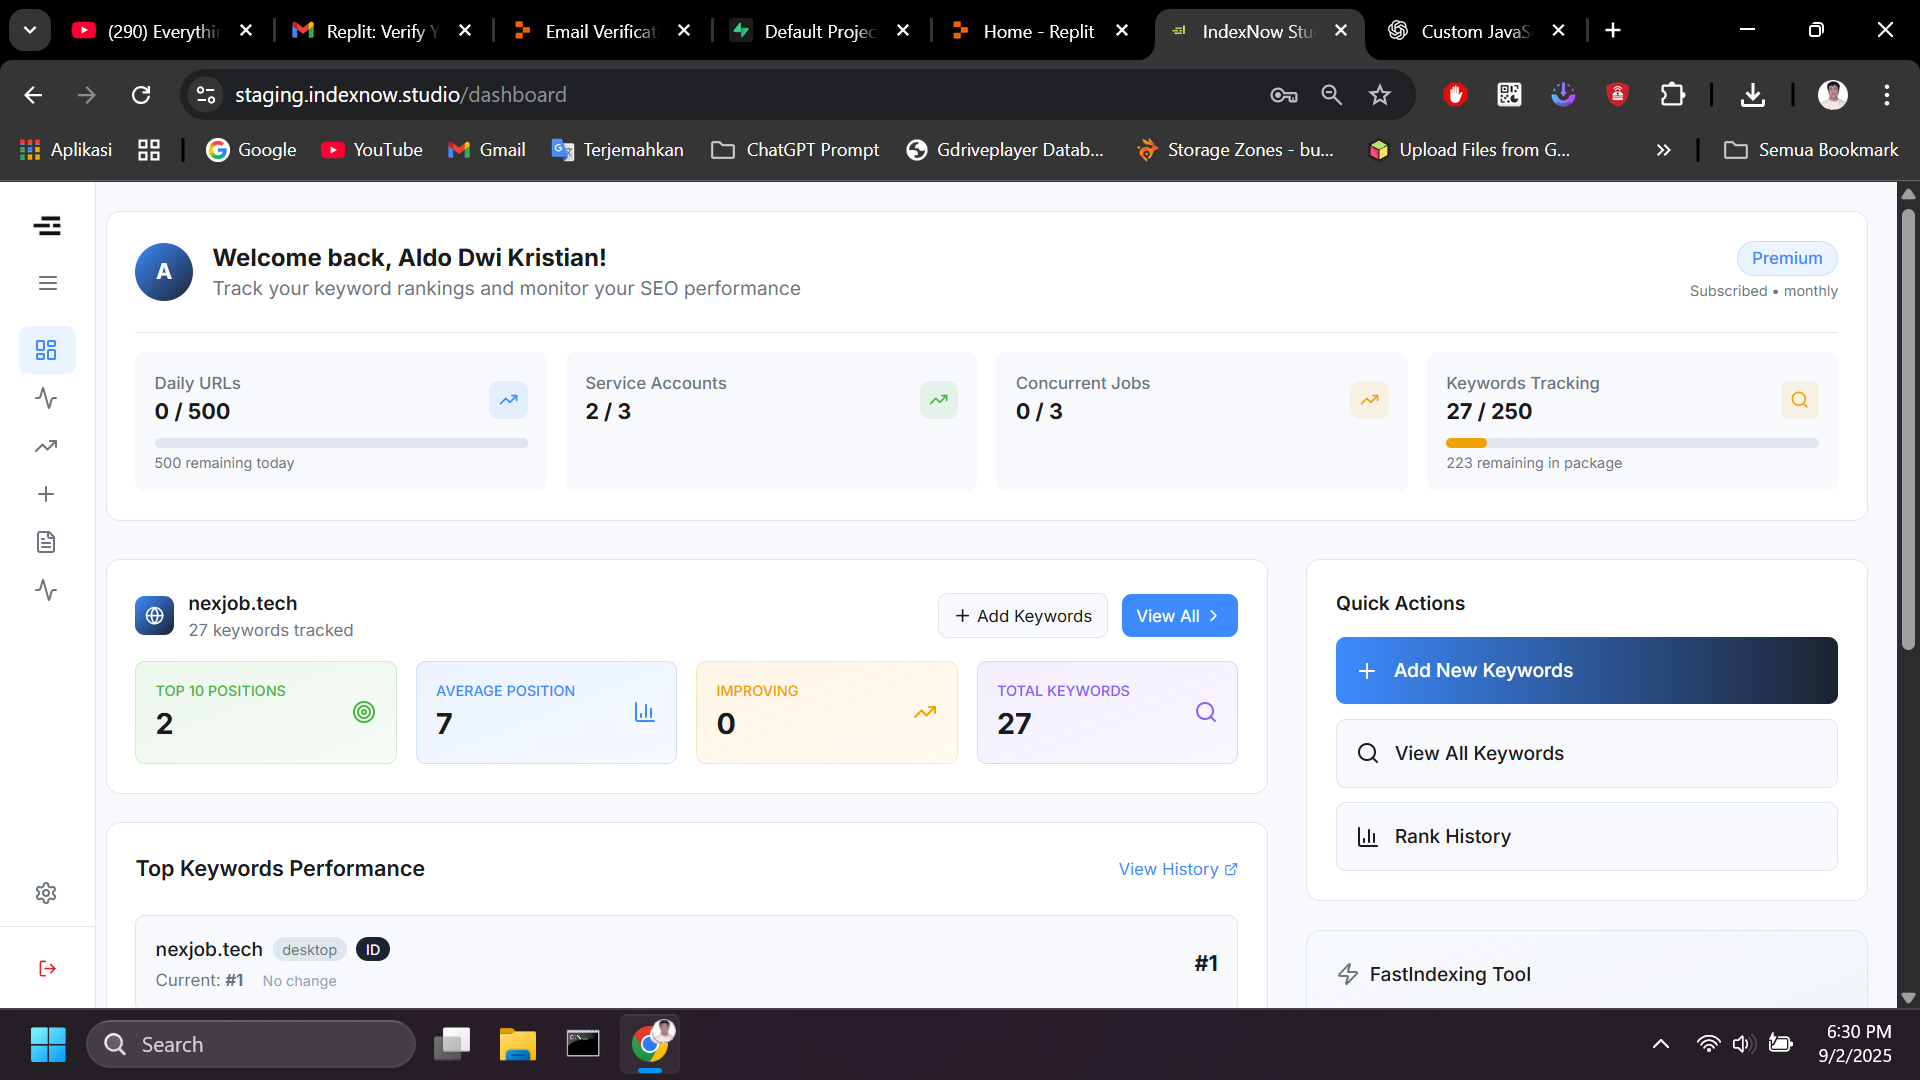 (290) Everythin
Replit: Verify Y
Email Verificat
Default Projec
Home - Replit
IndexNow Stu
Custom JavaS
staging.indexnow.studio/dashboard
Aplikasi
Google
YouTube
Gmail
Terjemahkan
ChatGPT Prompt
Gdriveplayer Datab...
Storage Zones - bu...
Upload Files from G...
Semua Bookmark
A
Welcome back, Aldo Dwi Kristian!
Track your keyword rankings and monitor your SEO performance
Premium
Subscribed • monthly
Daily URLs
0 / 500
500 remaining today
Service Accounts
2 / 3
Concurrent Jobs
0 / 3
Keywords Tracking
27 / 250
223 remaining in package
nexjob.tech
27 keywords tracked
Add Keywords
View All
TOP 10 POSITIONS
2
AVERAGE POSITION
7
IMPROVING
0
TOTAL KEYWORDS
27
Quick Actions
Add New Keywords
View All Keywords
Rank History
Top Keywords Performance
View History
nexjob.tech desktop ID
Current: #1 No change
#1
FastIndexing Tool
Search
6:30 PM
9/2/2025